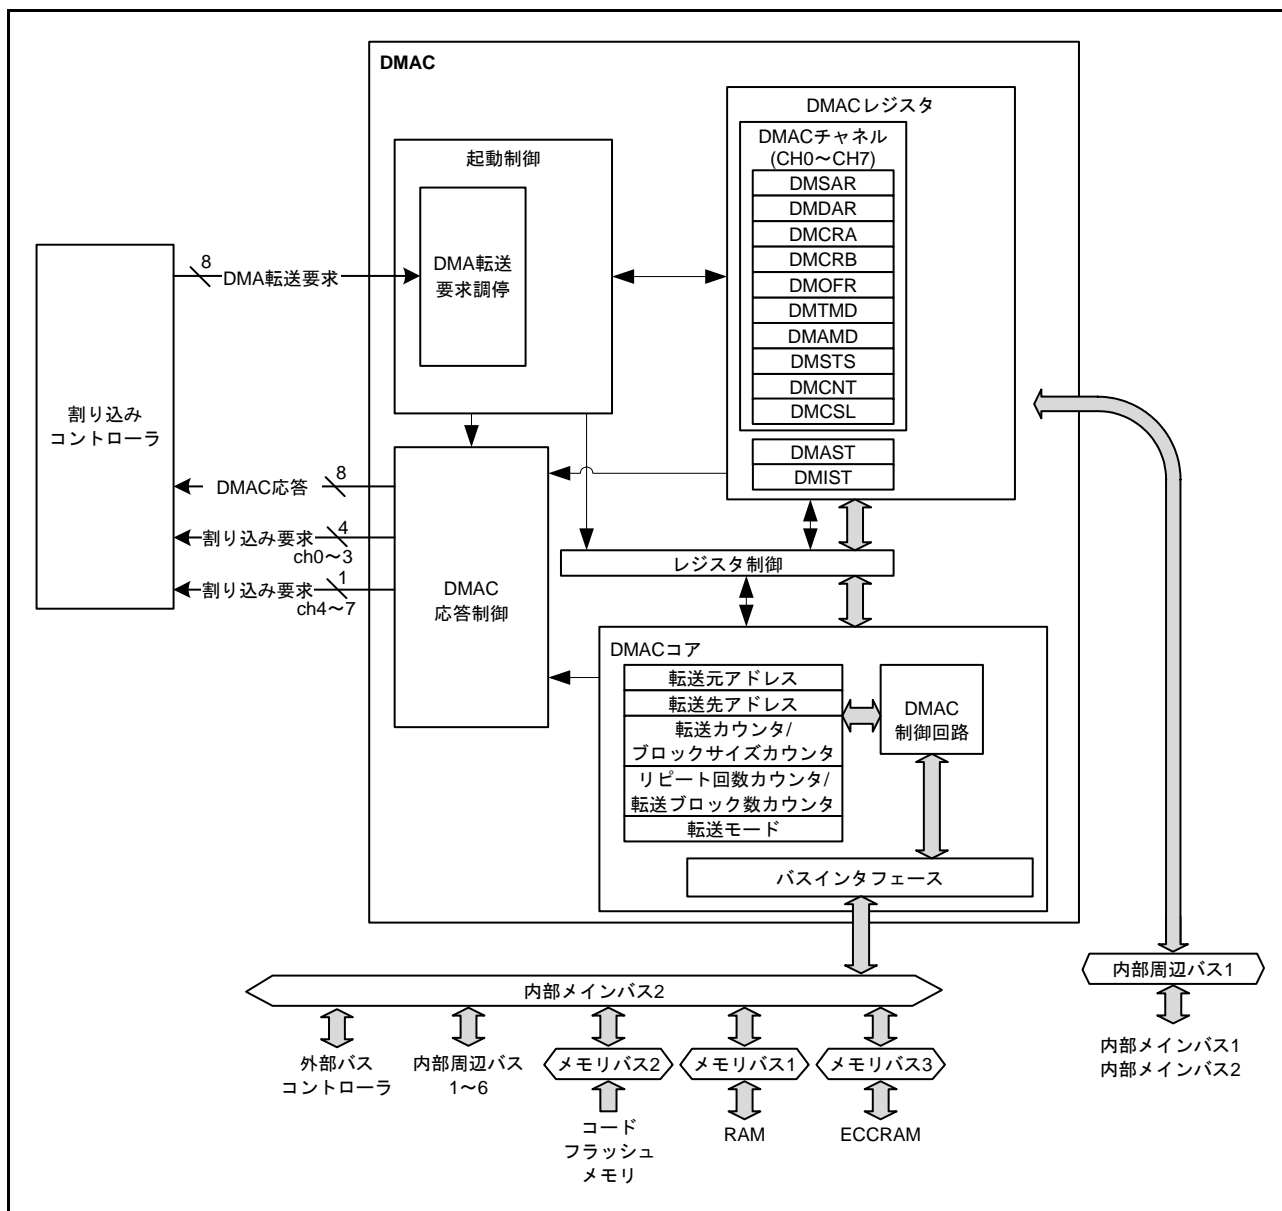 DMAC
DMACレジスタ
DMACチャネル
(CH0～CH7)
DMSAR
DMDAR
DMCRA
DMCRB
DMOFR
DMTMD
DMAMD
DMSTS
DMCNT
DMCSL
DMAST
DMIST
起動制御
DMA転送
要求調停
割り込み
コントローラ
8
DMA転送要求
DMAC応答
8
割り込み要求
4
ch0～3
割り込み要求
1
ch4～7
DMAC
応答制御
レジスタ制御
DMACコア
転送元アドレス
転送先アドレス
転送カウンタ/
ブロックサイズカウンタ
リピート回数カウンタ/
転送ブロック数カウンタ
転送モード
DMAC
制御回路
バスインタフェース
内部メインバス2
外部バス
コントローラ
内部周辺バス
1～6
メモリバス2
コード
フラッシュ
メモリ
メモリバス1
RAM
メモリバス3
ECCRAM
内部周辺バス1
内部メインバス1
内部メインバス2